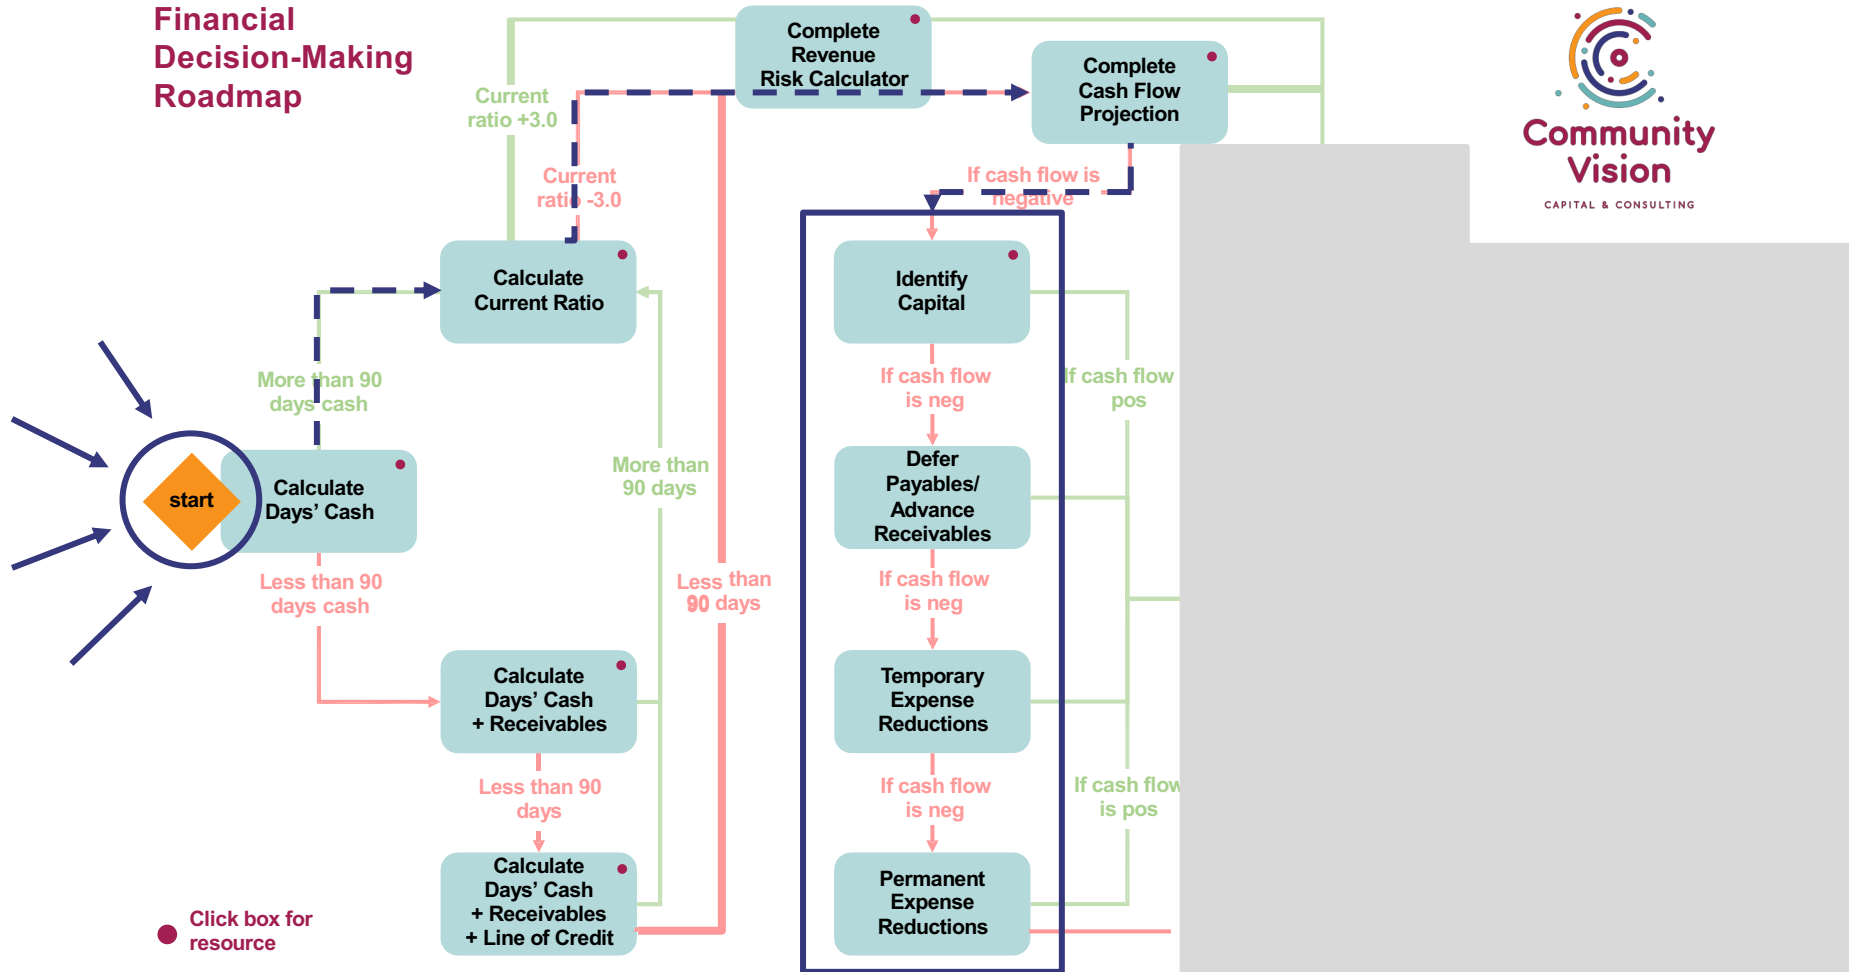 Financial
Decision-Making
Roadmap
Complete
Revenue
Risk Calculator
Complete
Cash Flow
Projection
Community
Vision
CAPITAL & CONSULTING
Current
ratio +3.0
Current
ratio -3.0
If cash flow is
negative
Calculate
Current Ratio
Identify
Capital
More than 90
days cash
If cash flow
is neg
If cash flow
pos
start
Calculate
Days’ Cash
More than
90 days
Defer
Payables/
Advance
Receivables
Less than 90
days cash
Less than
90 days
If cash flow
is neg
Calculate
Days’ Cash
+ Receivables
Temporary
Expense
Reductions
Less than 90
days
If cash flow
is neg
If cash flow
is pos
Calculate
Days’ Cash
+ Receivables
+ Line of Credit
Permanent
Expense
Reductions
Click box for
resource